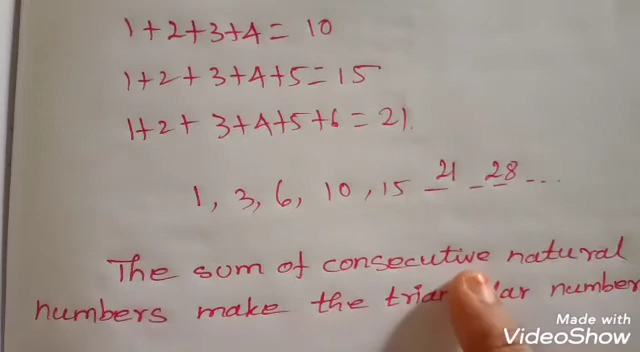 1+2+3+4= 10
1+2+3+4+5=15
1+2+ 3+4+5+6=21.
1, 3, 6, 10, 15 21 28 ...
The sum of consecutive natural
numbers make the number
Made with
VideoShow